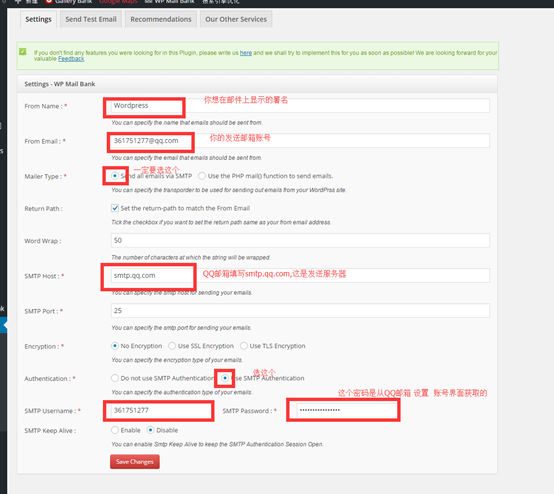 新建 Gallery Bank Google Maps WP Mail Bank
Settings Send Test Email Recommendations Our Other Services
If you don't find any features you were looking for in this Plugin, please write us here and we shall try to implement this for you as soon as possible! We are looking forward for your
valuable Feedback
Settings - WP Mail Bank
From Name : * Wordpress 你想在邮件上显示的署名
You can specify the name that emails should be sent from.
From Email : * 361751277@qq.com 你的发送邮箱账号
You can specify the email that emails should be sent from.
一定要选这个
Mailer Type : * Send all emails via SMTP Use the PHP mail() function to send emails.
You can specify the transporter to be used for sending out emails from your WordPrss site.
Return Path : Set the return-path to match the From Email
Tick the checkbox if you want to set the return path same as your from email address.
Word Wrap : 50
The number of characters at which the string will be wrapped.
SMTP Host : * smtp.qq.com QQ邮箱填写smtp.qq.com,这是发送服务器
You can specify the smtp host for sending your emails.
SMTP Port : * 25
You can specify the smtp port for sending your emails.
Encryption : * No Encryption Use SSL Encryption Use TLS Encryption
You can specify the encryption type of your emails.
选这个
Authentication : * Do not use SMTP Authentication Use SMTP Authentication
You can specify the authentication type of your emails.
这个密码是从QQ邮箱 设置 账号界面获取的
SMTP Username : * 361751277 SMTP Password : * ••••••••••••••••
SMTP Keep Alive : Enable Disable
You can enable Smtp Keep Alive to keep the SMTP Authentication Session Open.
Save Changes